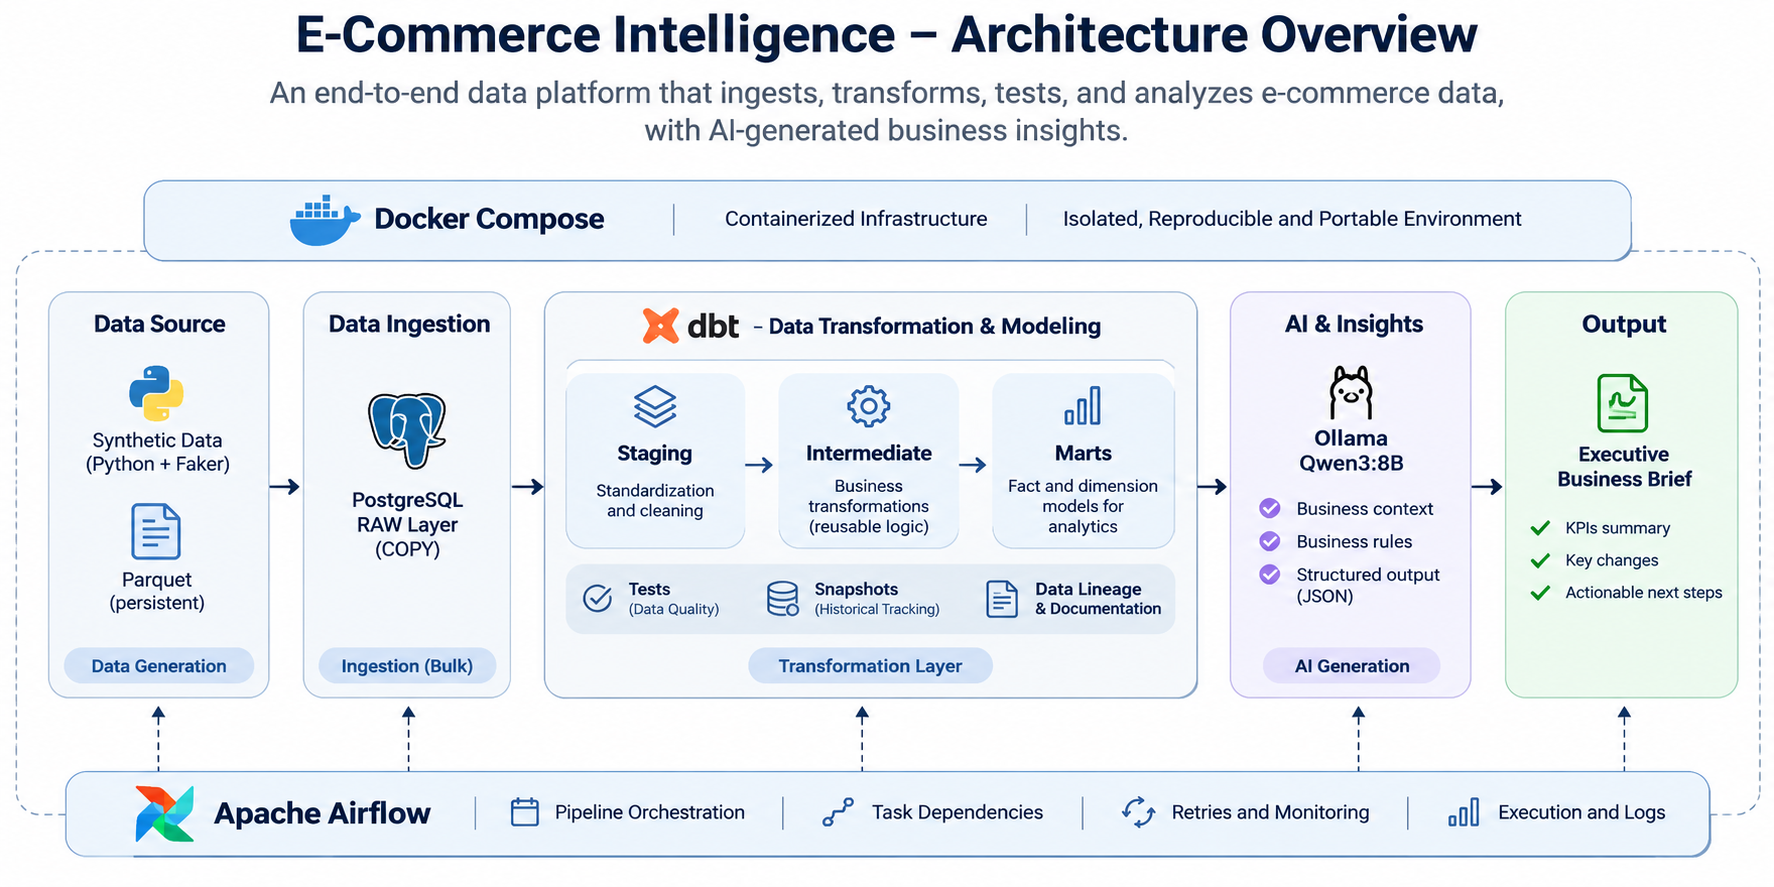 E-Commerce Intelligence – Architecture Overview
An end-to-end data platform that ingests, transforms, tests, and analyzes e-commerce data,
with AI-generated business insights.
Docker Compose
Containerized Infrastructure
Isolated, Reproducible and Portable Environment
Data Source
Synthetic Data
(Python + Faker)
Parquet
(persistent)
Data Generation
Data Ingestion
PostgreSQL
RAW Layer
(COPY)
Ingestion (Bulk)
dbt - Data Transformation & Modeling
Staging
Standardization
and cleaning
Intermediate
Business
transformations
(reusable logic)
Marts
Fact and dimension
models for
analytics
Tests
(Data Quality)
Snapshots
(Historical Tracking)
Data Lineage
& Documentation
Transformation Layer
AI & Insights
Ollama
Qwen3:8B
Business context
Business rules
Structured output
(JSON)
AI Generation
Output
Executive
Business Brief
KPIs summary
Key changes
Actionable next steps
Apache Airflow
Pipeline Orchestration
Task Dependencies
Retries and Monitoring
Execution and Logs